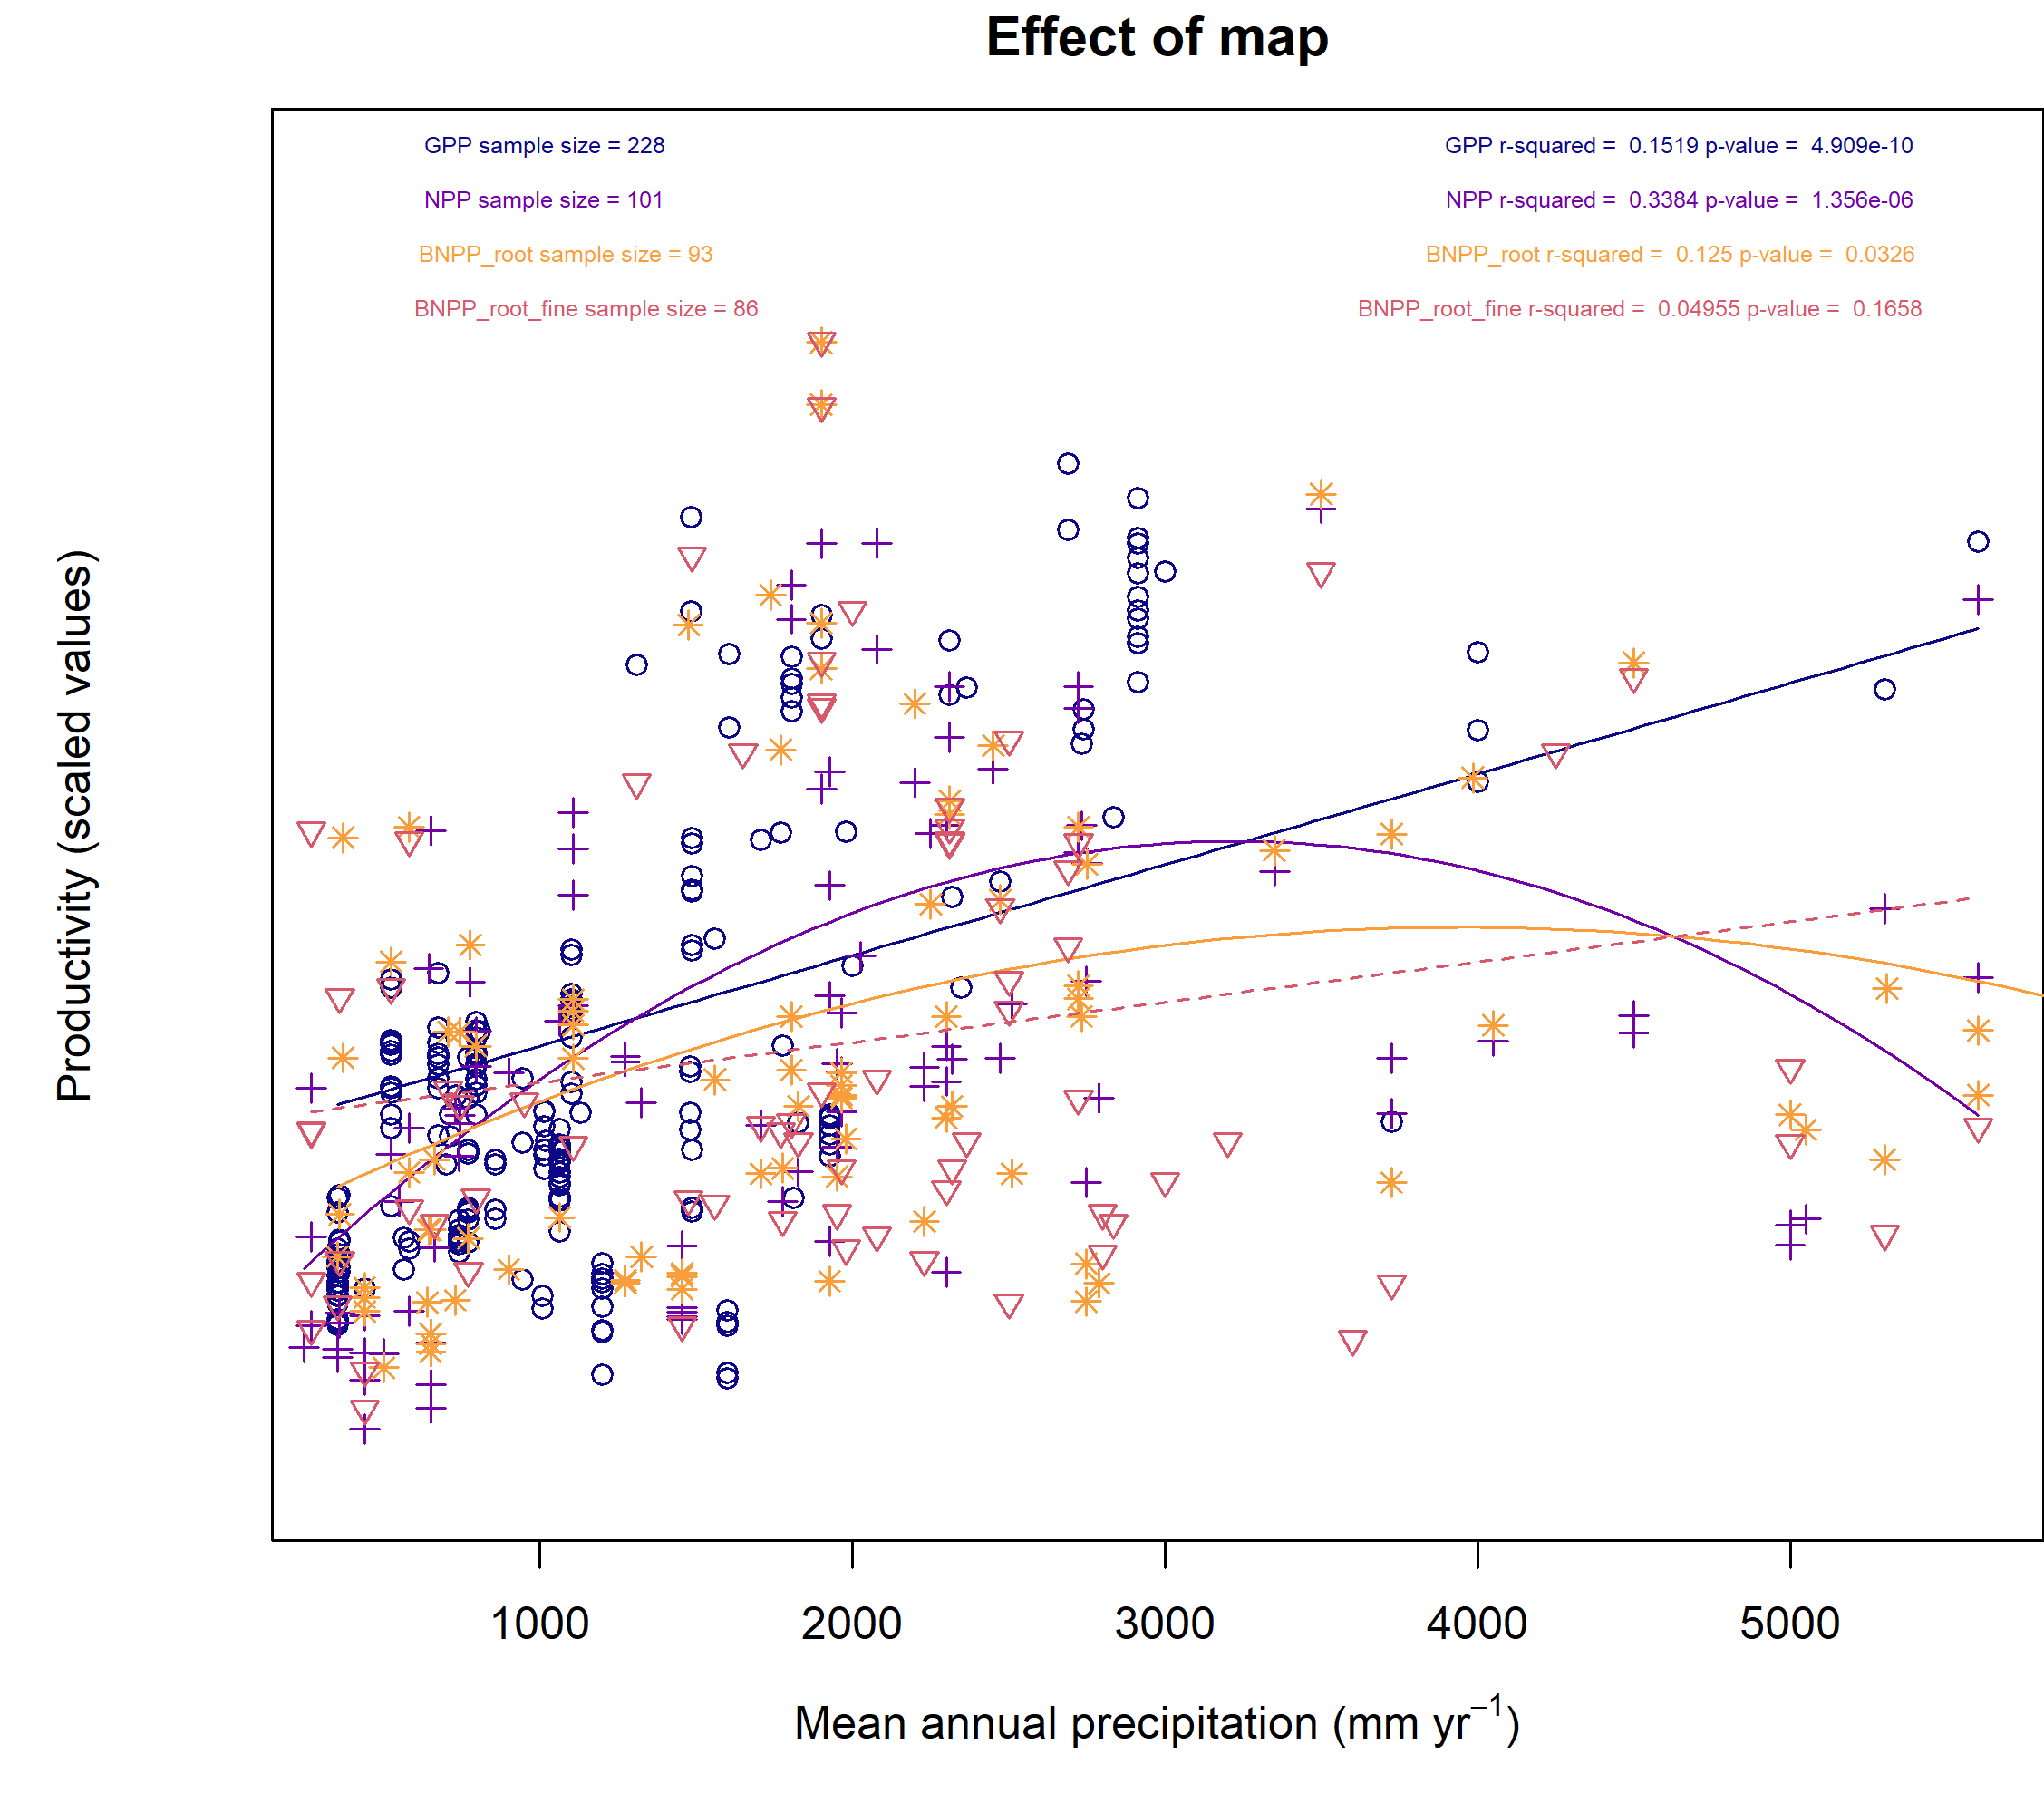 Effect of map
GPP sample size = 228
GPP r-squared =  0.1519 p-value =  4.909e-10
NPP sample size = 101
NPP r-squared =  0.3384 p-value =  1.356e-06
BNPP_root sample size = 93
BNPP_root r-squared =  0.125 p-value =  0.0326
BNPP_root_fine sample size = 86
BNPP_root_fine r-squared =  0.04955 p-value =  0.1658
Productivity (scaled values)
1000 2000 3000 4000 5000
Mean annual precipitation (mm yr⁻¹)